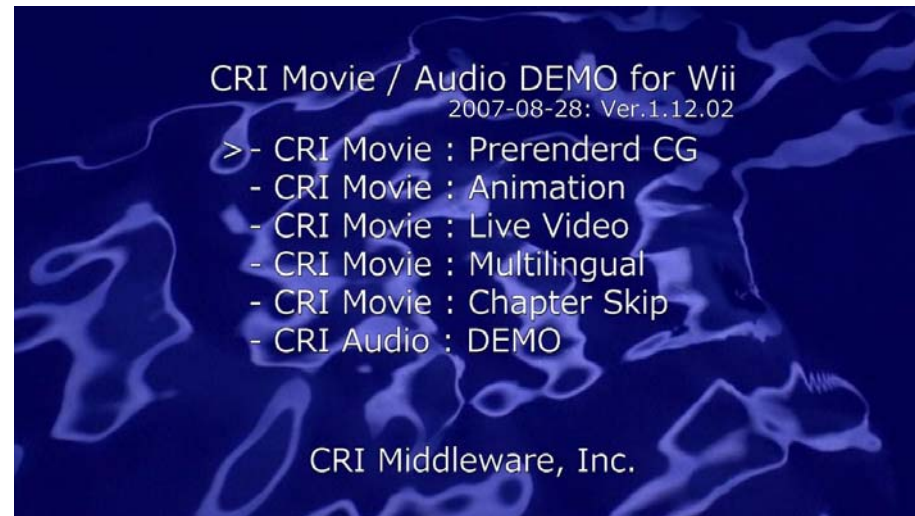 CRI Movie / Audio DEMO for Wii
2007-08-28: Ver.1.12.02
>- CRI Movie : Prerenderd CG
- CRI Movie : Animation
- CRI Movie : Live Video
- CRI Movie : Multilingual
- CRI Movie : Chapter Skip
- CRI Audio : DEMO
CRI Middleware, Inc.